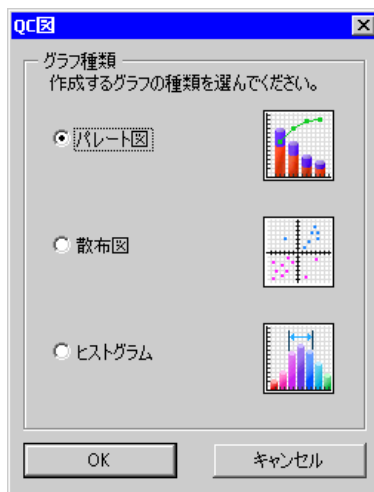 QC図
グラフ種類
作成するグラフの種類を選んでください。
パレート図
散布図
ヒストグラム
OK
キャンセル